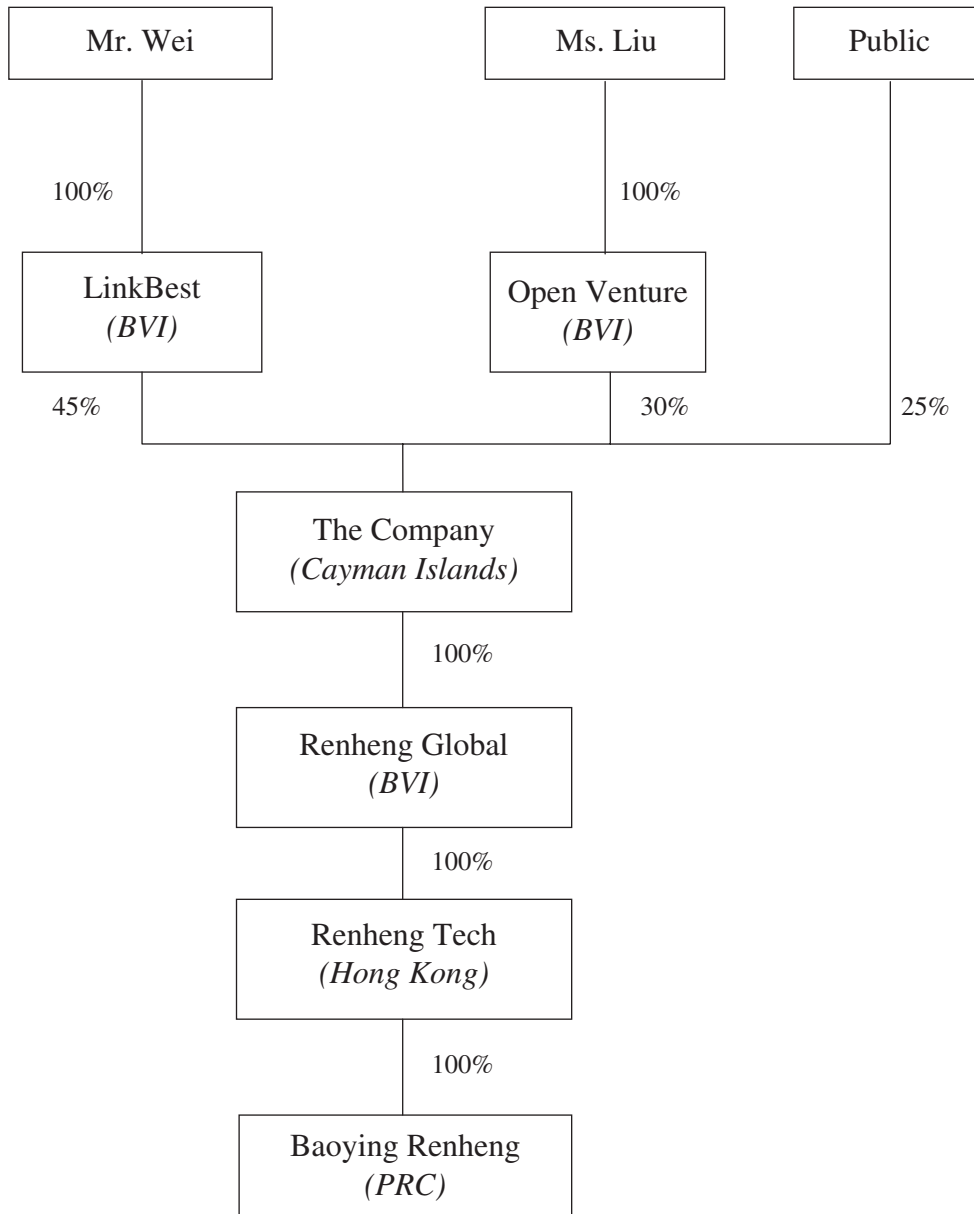 Mr. Wei
Ms. Liu
Public
100%
100%
LinkBest
(BVI)
Open Venture
(BVI)
45%
30%
25%
The Company
(Cayman Islands)
100%
Renheng Global
(BVI)
100%
Renheng Tech
(Hong Kong)
100%
Baoying Renheng
(PRC)